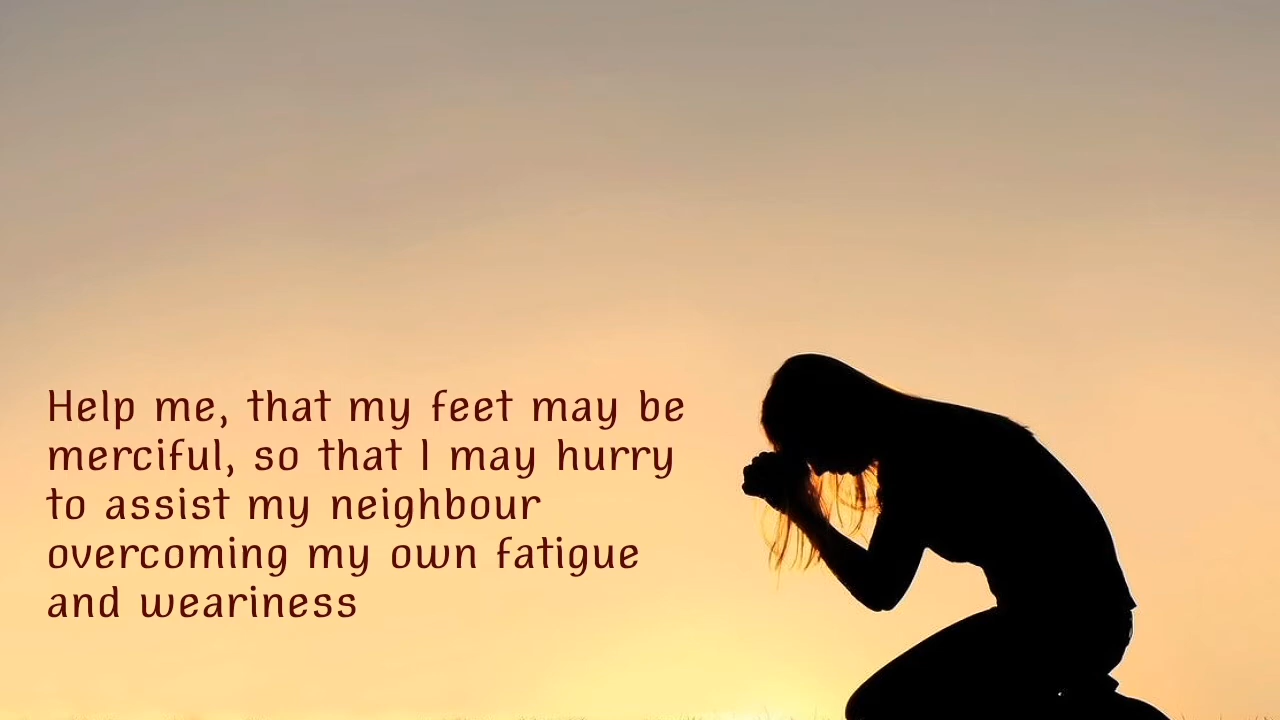 Help me, that my feet may be
merciful, so that I may hurry
to assist my neighbour
overcoming my own fatigue
and weariness